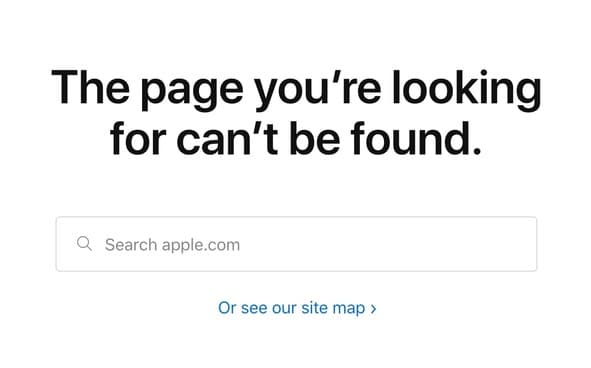 The page you’re looking
for can’t be found.
Search apple.com
Or see our site map ›